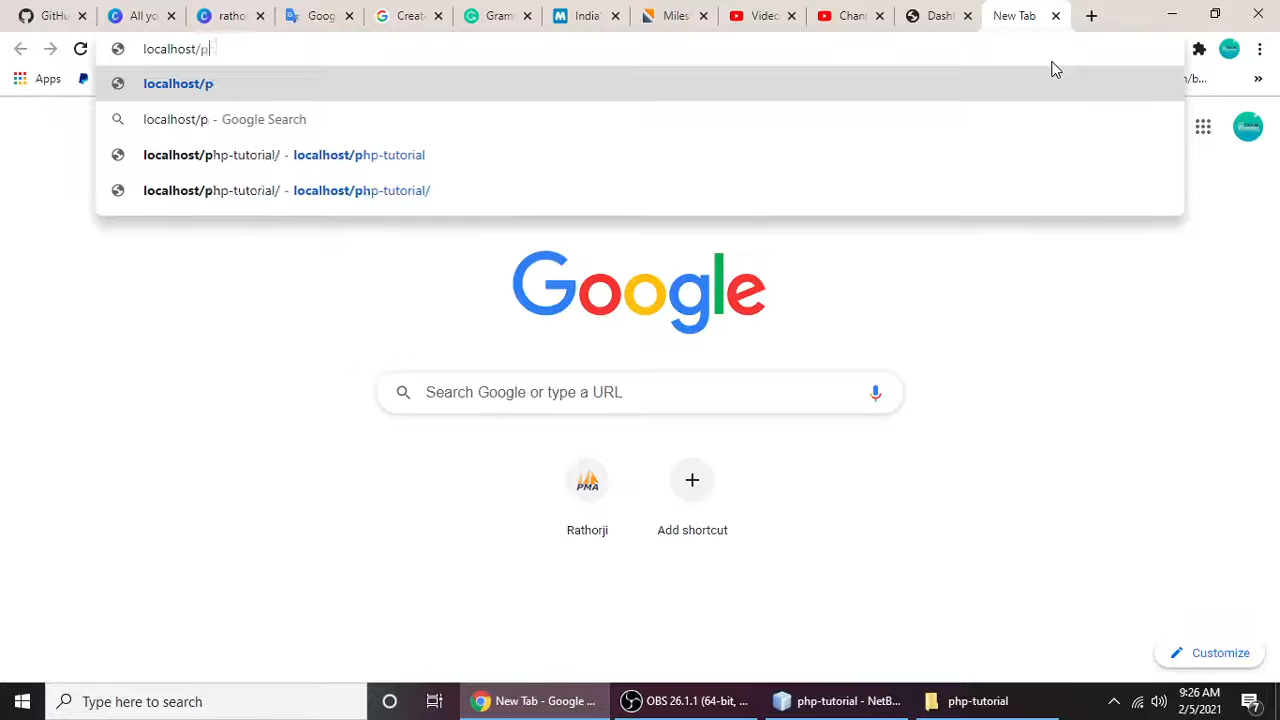 GitHu
All yo
ratho
Goog
Creat
Gram
India'
Miles
Video
Chan
Dashl
New Tab
localhost/p
Apps
n/b...
»
localhost/p
localhost/p - Google Search
localhost/php-tutorial/ - localhost/php-tutorial
localhost/php-tutorial/ - localhost/php-tutorial/
Google
Search Google or type a URL
PMA
Rathorji
Add shortcut
Customize
Type here to search
New Tab - Google ...
OBS 26.1.1 (64-bit, ...
php-tutorial - NetB...
php-tutorial
9:26 AM
2/5/2021
7